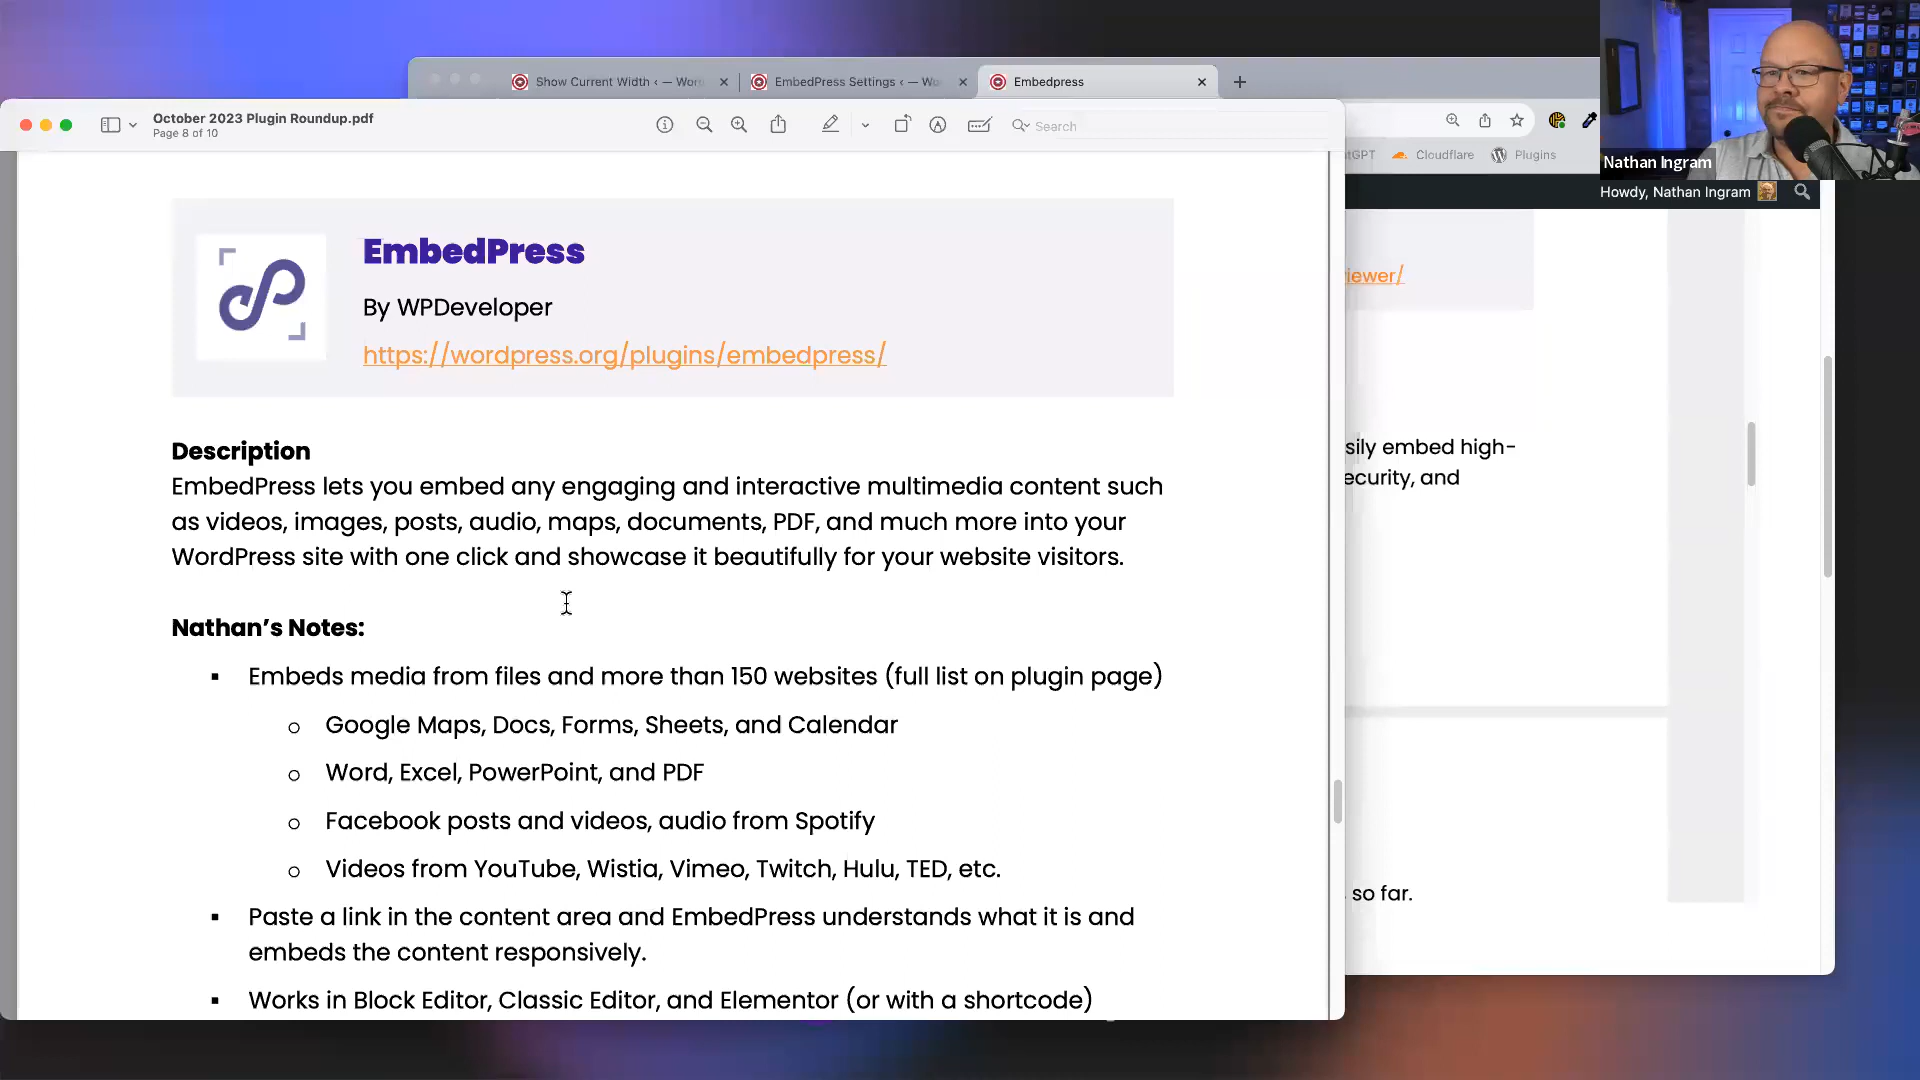 Show Current Width ‹ — Wor
EmbedPress Settings ‹ — Wo
Embedpress
October 2023 Plugin Roundup.pdf
Page 8 of 10
Search
tGPT
Cloudflare
Plugins
Nathan Ingram
Howdy, Nathan Ingram
EmbedPress
By WPDeveloper
https://wordpress.org/plugins/embedpress/
iewer/
Description
EmbedPress lets you embed any engaging and interactive multimedia content such
as videos, images, posts, audio, maps, documents, PDF, and much more into your
WordPress site with one click and showcase it beautifully for your website visitors.
sily embed high-
ecurity, and
Nathan’s Notes:
▪ Embeds media from files and more than 150 websites (full list on plugin page)
o Google Maps, Docs, Forms, Sheets, and Calendar
o Word, Excel, PowerPoint, and PDF
o Facebook posts and videos, audio from Spotify
o Videos from YouTube, Wistia, Vimeo, Twitch, Hulu, TED, etc.
▪ Paste a link in the content area and EmbedPress understands what it is and
embeds the content responsively.
▪ Works in Block Editor, Classic Editor, and Elementor (or with a shortcode)
so far.